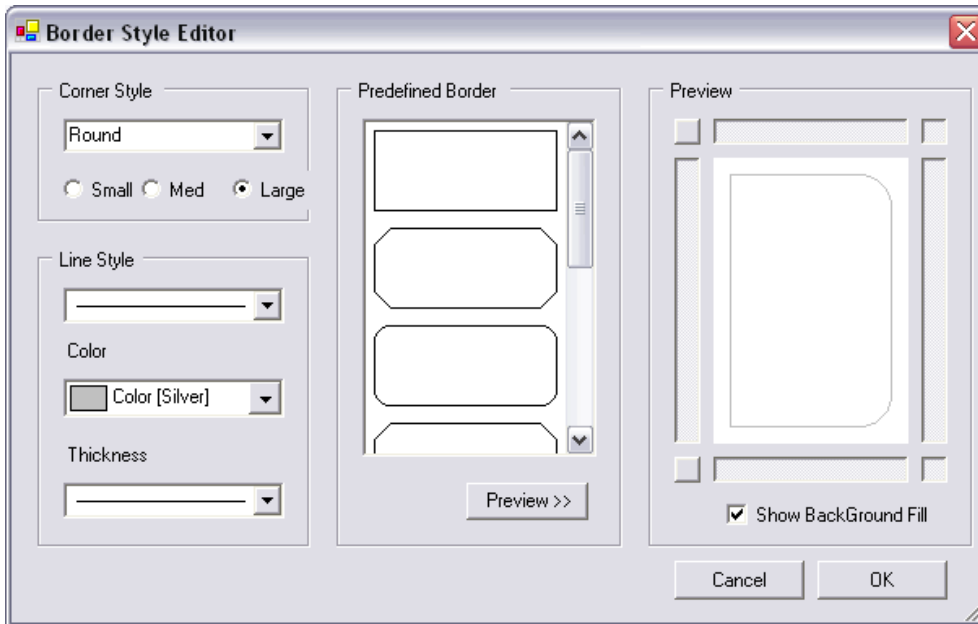 Border Style Editor
Corner Style
Round
Small Med Large
Line Style
Color
Color [Silver]
Thickness
Predefined Border
Preview >>
Preview
Show BackGround Fill
Cancel OK